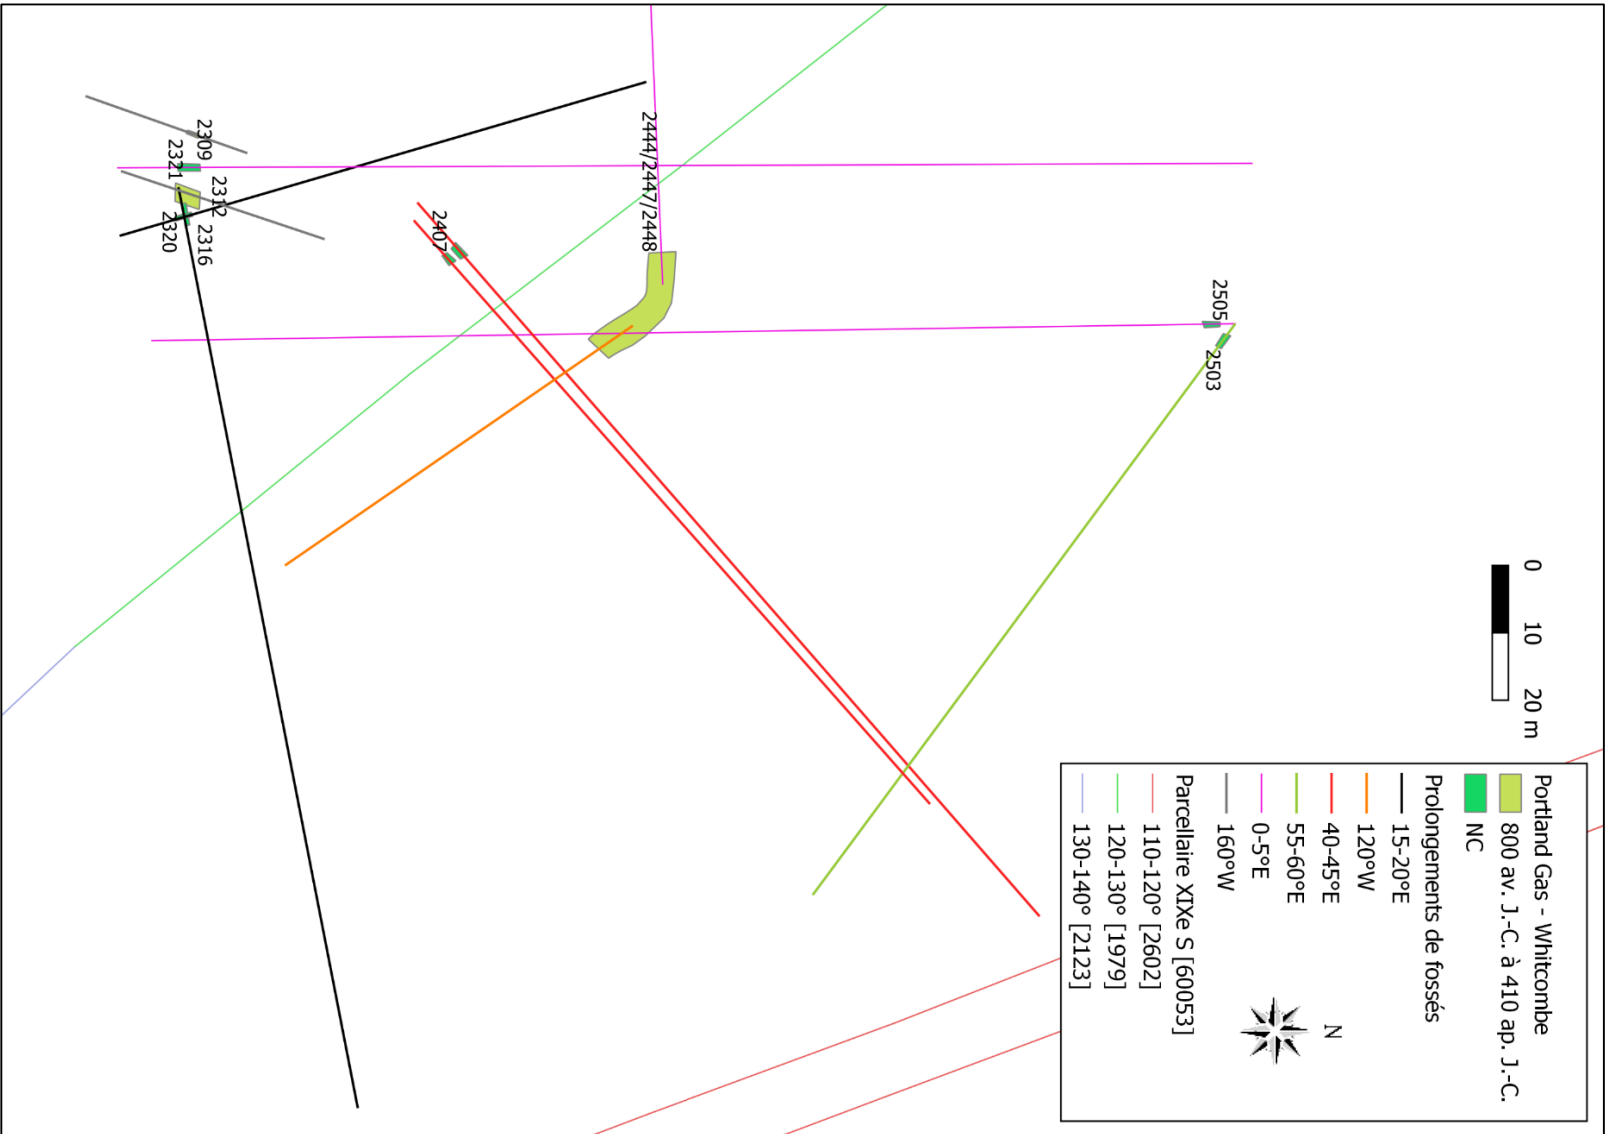 Portland Gas - Whitcombe
800 av. J.-C. à 410 ap. J.-C.
NC
Prolongements de fossés
15-20°E
120°W
40-45°E
55-60°E
0-5°E
160°W
Parcellaire XIXe S [60053]
110-120° [2602]
120-130° [1979]
130-140° [2123]
N
0 10 20 m
2505
2503
2444/2447/2448
2407
2309
2321
2312
2316
2320